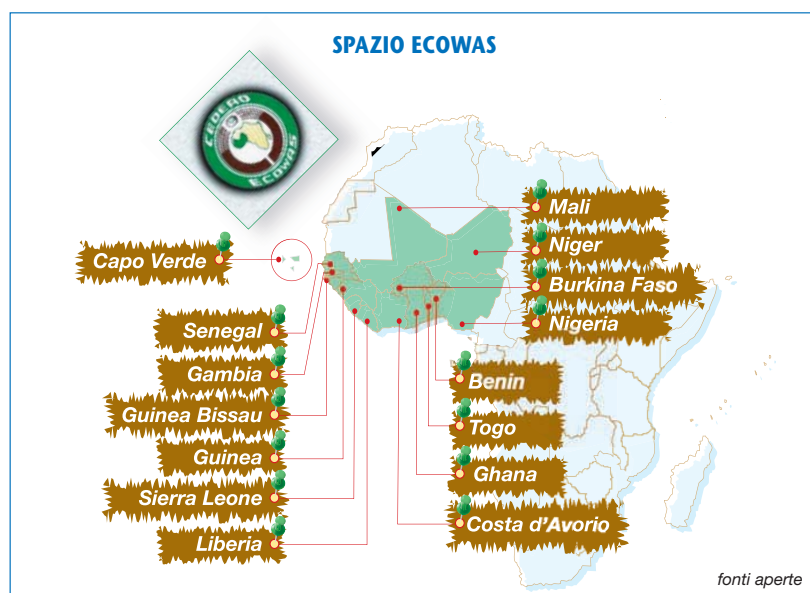 SPAZIO ECOWAS
CEDEAO
ECOWAS
Capo Verde
Senegal
Gambia
Guinea Bissau
Guinea
Sierra Leone
Liberia
Mali
Niger
Burkina Faso
Nigeria
Benin
Togo
Ghana
Costa d'Avorio
fonti aperte